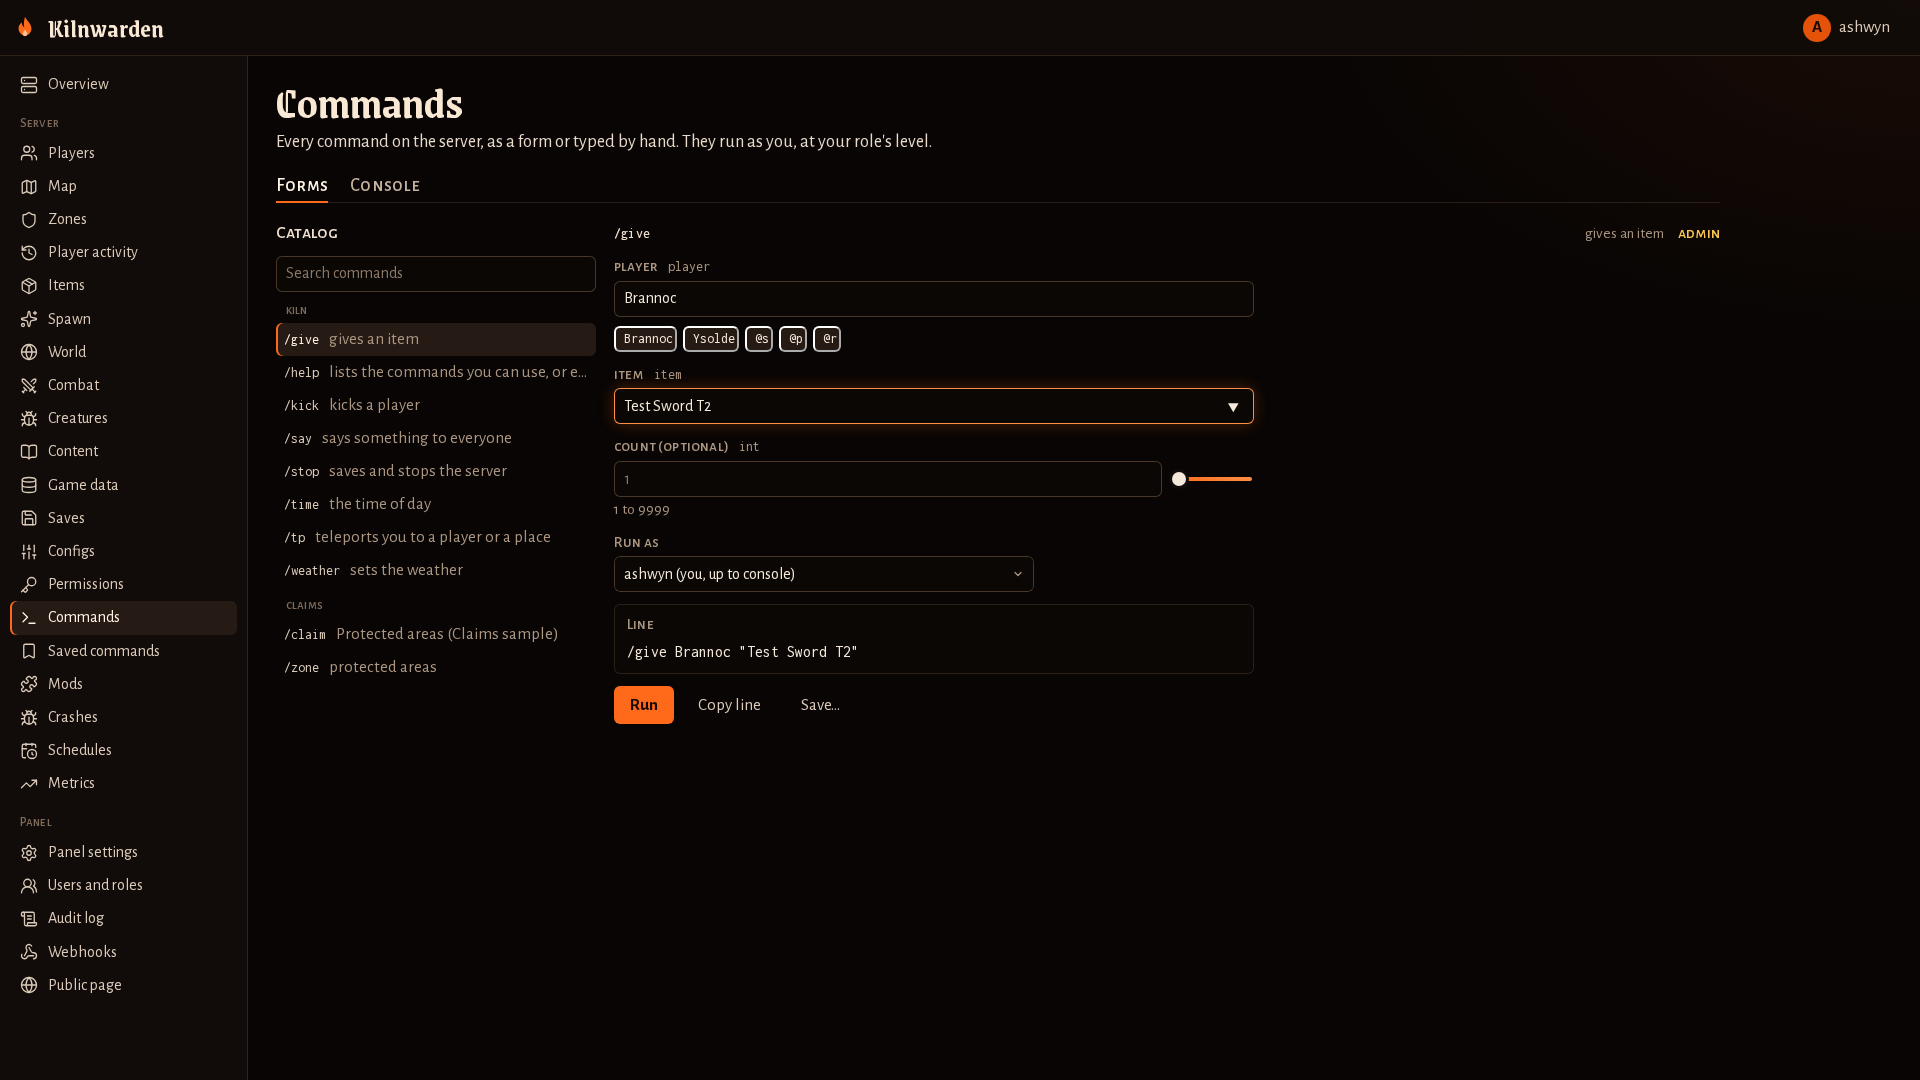 Kilnwarden
A
ashwyn
Overview
Server
Players
Map
Zones
Player activity
Items
Spawn
World
Combat
Creatures
Content
Game data
Saves
Configs
Permissions
Commands
Saved commands
Mods
Crashes
Schedules
Metrics
Panel
Panel settings
Users and roles
Audit log
Webhooks
Public page
Commands
Every command on the server, as a form or typed by hand. They run as you, at your role's level.
Forms Console
Catalog
Search commands
KILN
/give gives an item
/help lists the commands you can use, or e...
/kick kicks a player
/say says something to everyone
/stop saves and stops the server
/time the time of day
/tp teleports you to a player or a place
/weather sets the weather
CLAIMS
/claim Protected areas (Claims sample)
/zone protected areas
/give gives an item ADMIN
PLAYER player
Brannoc
Brannoc Ysolde @s @p @r
ITEM item
Test Sword T2
▼
COUNT (OPTIONAL) int
1
1 to 9999
Run as
ashwyn (you, up to console)
Line
/give Brannoc "Test Sword T2"
Run Copy line Save...